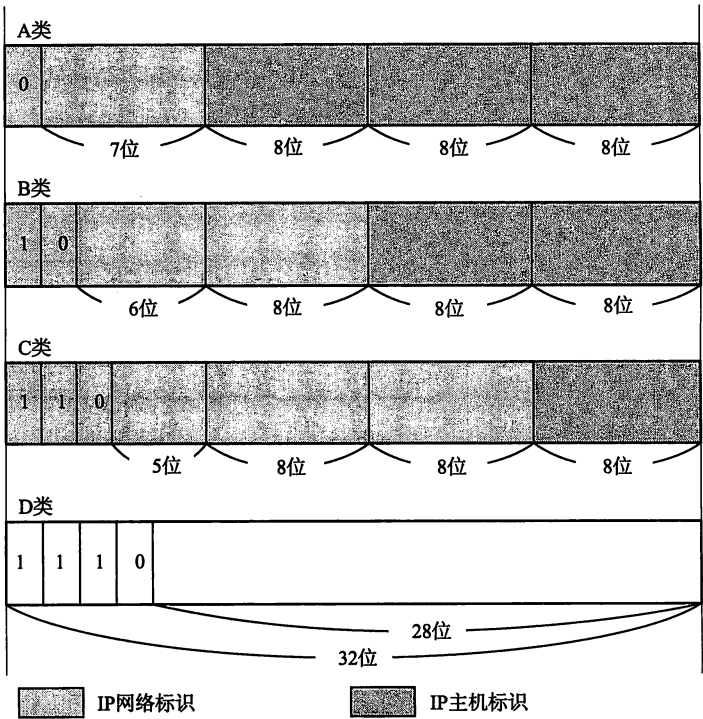 A类
0
7位 8位 8位 8位
B类
1 0
6位 8位 8位 8位
C类
1 1 0
5位 8位 8位 8位
D类
1 1 1 0
28位
32位
IP网络标识 IP主机标识